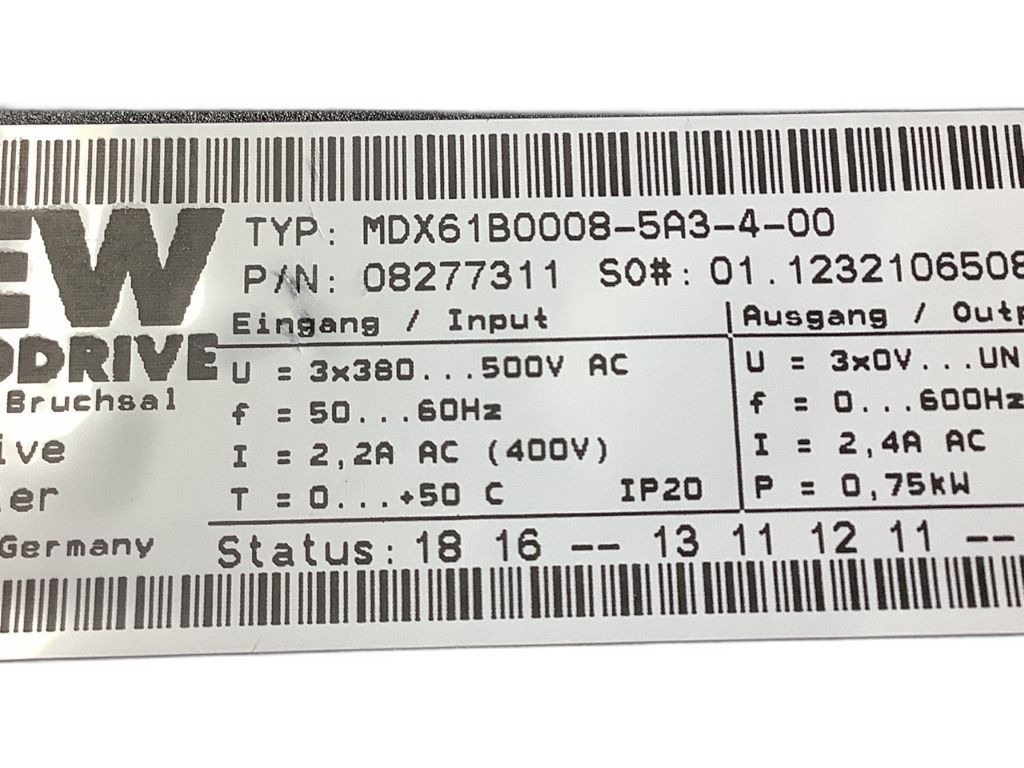 EW
TYP: MDX61B0008-5A3-4-00
P/N: 08277311 SO#: 01.1232106508
Eingang / Input
Ausgang / Outp
ODRIVE
U = 3x380...500V AC
U = 3x0V...UN
Bruchsal
f = 50...60Hz
f = 0...600Hz
ive
I = 2,2A AC (400V)
I = 2,4A AC
er
T = 0...+50 C IP20
P = 0,75kW
Germany
Status: 18 16 -- 13 11 12 11 --